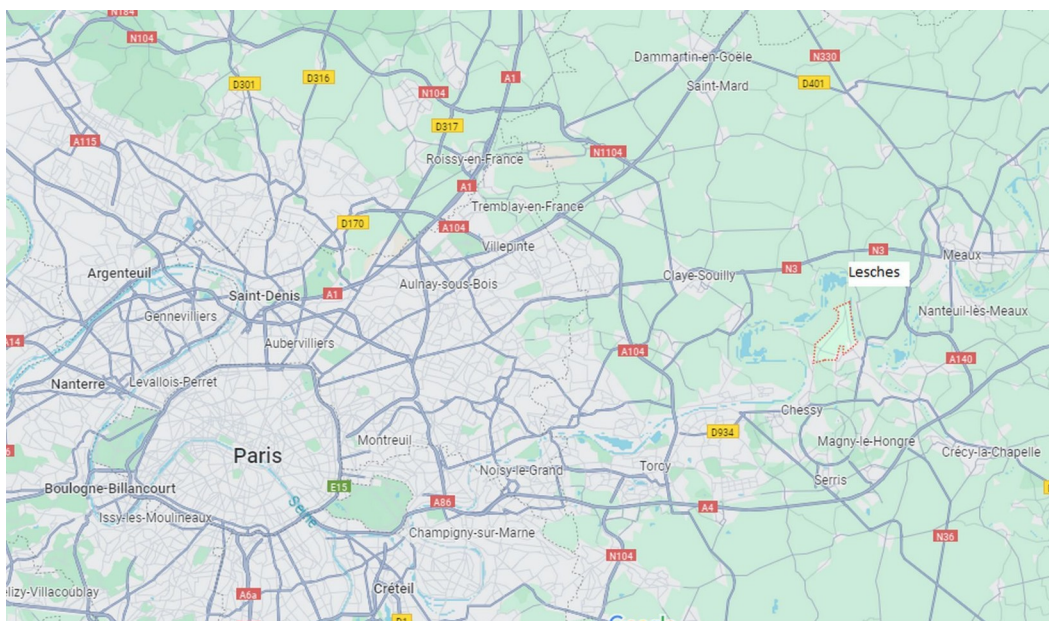 N184
N104
D301
D316
A1
Dammartin-en-Goële
N330
Saint-Mard
D401
N104
D317
A115
Roissy-en-France
N1104
A1
Tremblay-en-France
D170
A104
Villepinte
N3
Meaux
Argenteuil
Aulnay-sous-Bois
Claye-Souilly
N3
Lesches
Saint-Denis
A1
Gennevilliers
Nanteuil-lès-Meaux
Aubervilliers
A104
A140
Nanterre
Levallois-Perret
Chessy
D934
Montreuil
Magny-le-Hongre
Crécy-la-Chapelle
Paris
Noisy-le-Grand
Torcy
Serris
Boulogne-Billancourt
E15
Seine
A86
A4
Issy-les-Moulineaux
Champigny-sur-Marne
N36
N104
Créteil
A6a